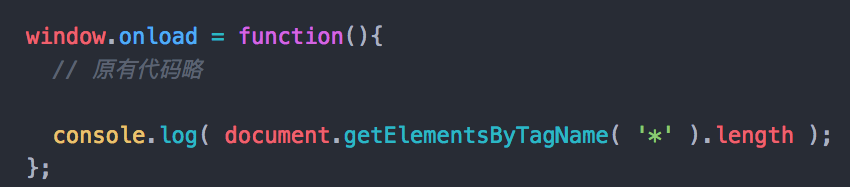 window.onload = function(){
// 原有代码略
console.log( document.getElementsByTagName( '*' ).length );
};